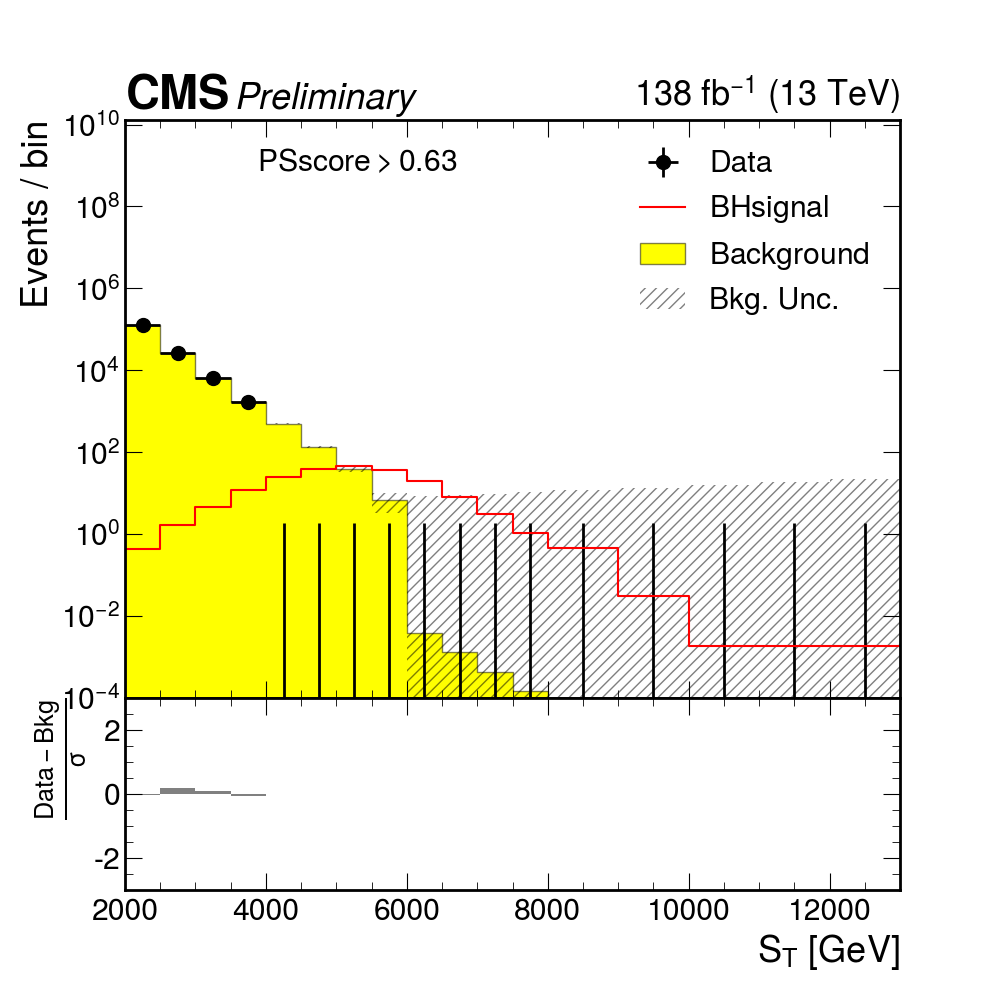 CMS Preliminary 138 fb⁻¹ (13 TeV)
Events / bin
10¹⁰
10⁸
10⁶
10⁴
10²
10⁰
10⁻²
10⁻⁴
PSscore > 0.63
Data
BHsignal
Background
Bkg. Unc.
Data − Bkg
σ
2
0
-2
2000 4000 6000 8000 10000 12000
S_T [GeV]